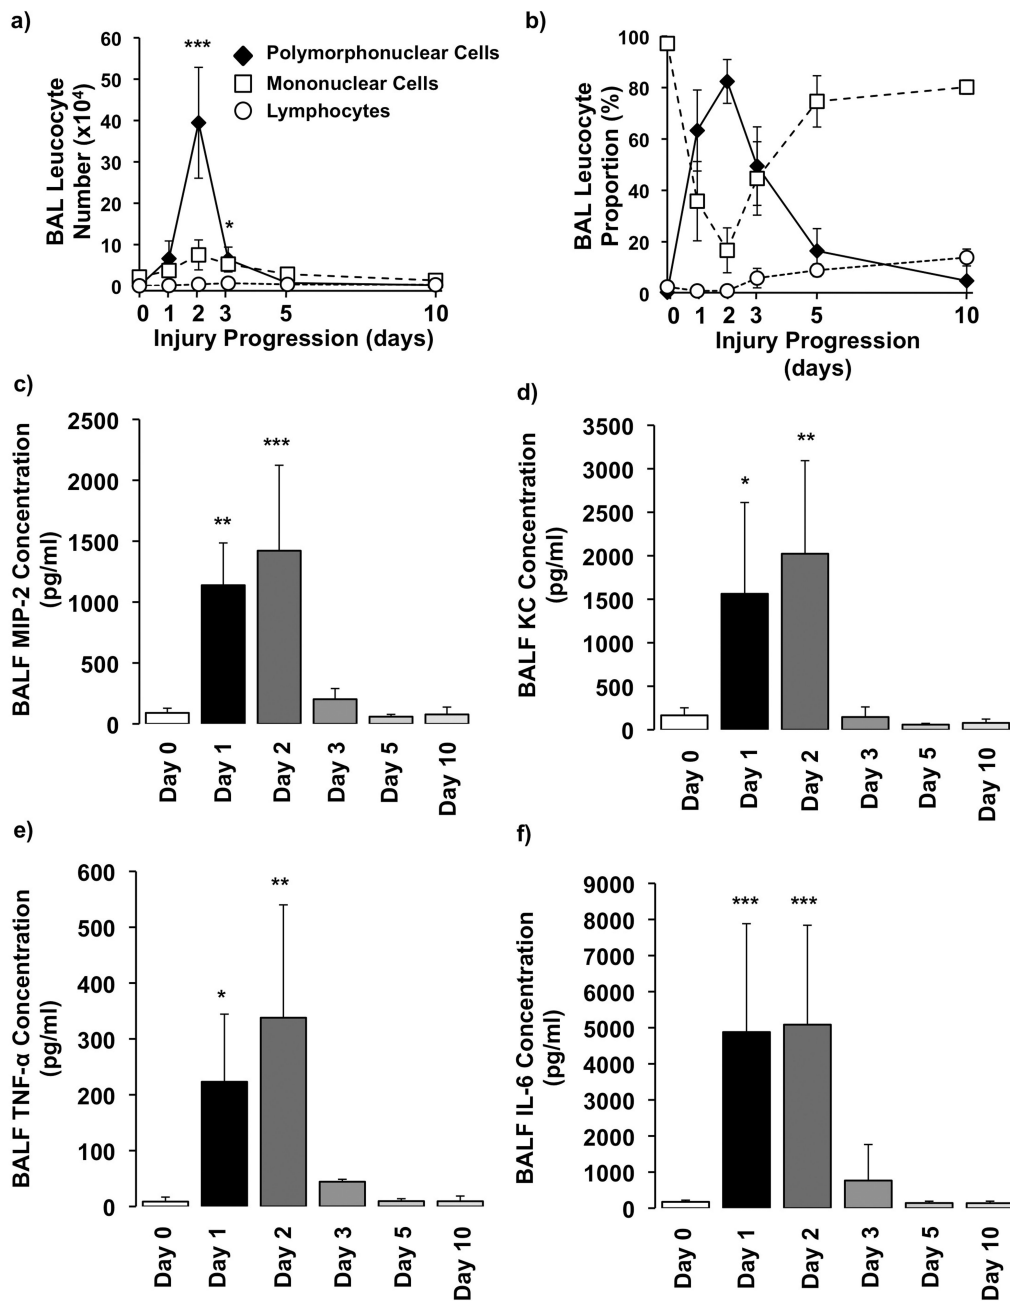 a)
BAL Leucocyte
Number (x10⁴)
60
50
40
30
20
10
0
***
*
Polymorphonuclear Cells
Mononuclear Cells
Lymphocytes
0 1 2 3 5 10
Injury Progression (days)
b)
BAL Leucocyte
Proportion (%)
100
80
60
40
20
0
0 1 2 3 5 10
Injury Progression
(days)
c)
BALF MIP-2 Concentration
(pg/ml)
2500
2000
1500
1000
500
0
**
***
Day 0
Day 1
Day 2
Day 3
Day 5
Day 10
d)
BALF KC Concentration
(pg/ml)
3500
3000
2500
2000
1500
1000
500
0
*
**
Day 0
Day 1
Day 2
Day 3
Day 5
Day 10
e)
BALF TNF-α Concentration
(pg/ml)
600
500
400
300
200
100
0
*
**
Day 0
Day 1
Day 2
Day 3
Day 5
Day 10
f)
BALF IL-6 Concentration
(pg/ml)
9000
8000
7000
6000
5000
4000
3000
2000
1000
0
***
***
Day 0
Day 1
Day 2
Day 3
Day 5
Day 10